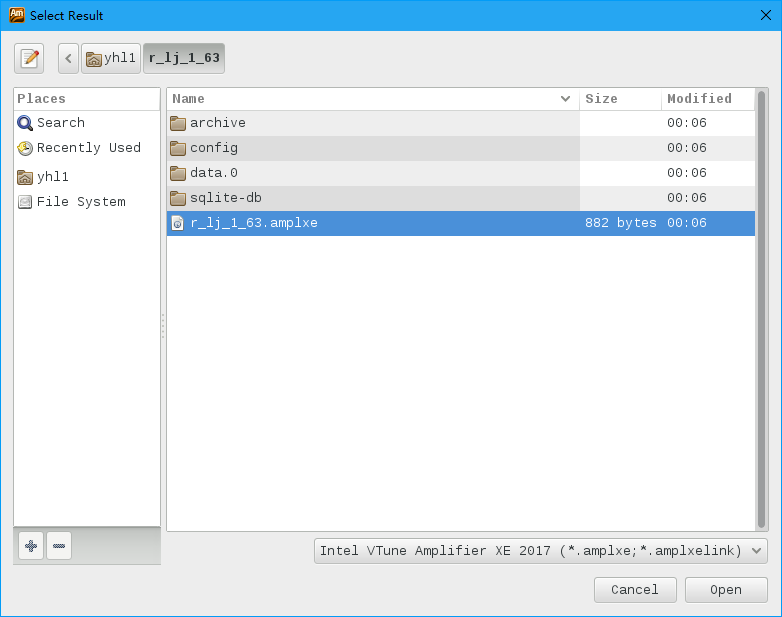 Am Select Result
yhl1 r_lj_1_63
Places
Search
Recently Used
yhl1
File System
Name Size Modified
archive 00:06
config 00:06
data.0 00:06
sqlite-db 00:06
r_lj_1_63.amplxe 882 bytes 00:06
Intel VTune Amplifier XE 2017 (*.amplxe;*.amplxelink)
Cancel Open